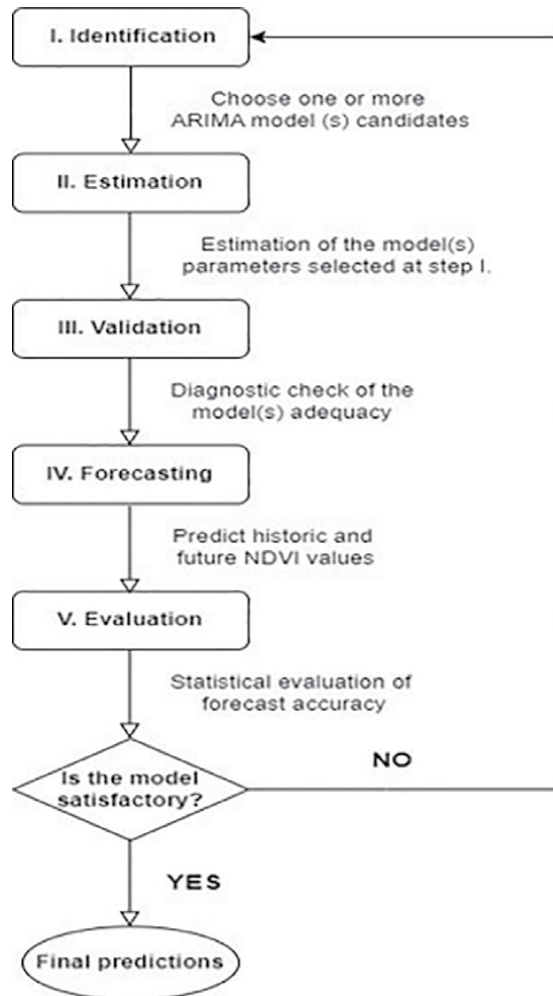 I. Identification
Choose one or more
ARIMA model (s) candidates
II. Estimation
Estimation of the model(s)
parameters selected at step I.
III. Validation
Diagnostic check of the
model(s) adequacy
IV. Forecasting
Predict historic and
future NDVI values
V. Evaluation
Statistical evaluation of
forecast accuracy
Is the model
satisfactory?
NO
YES
Final predictions